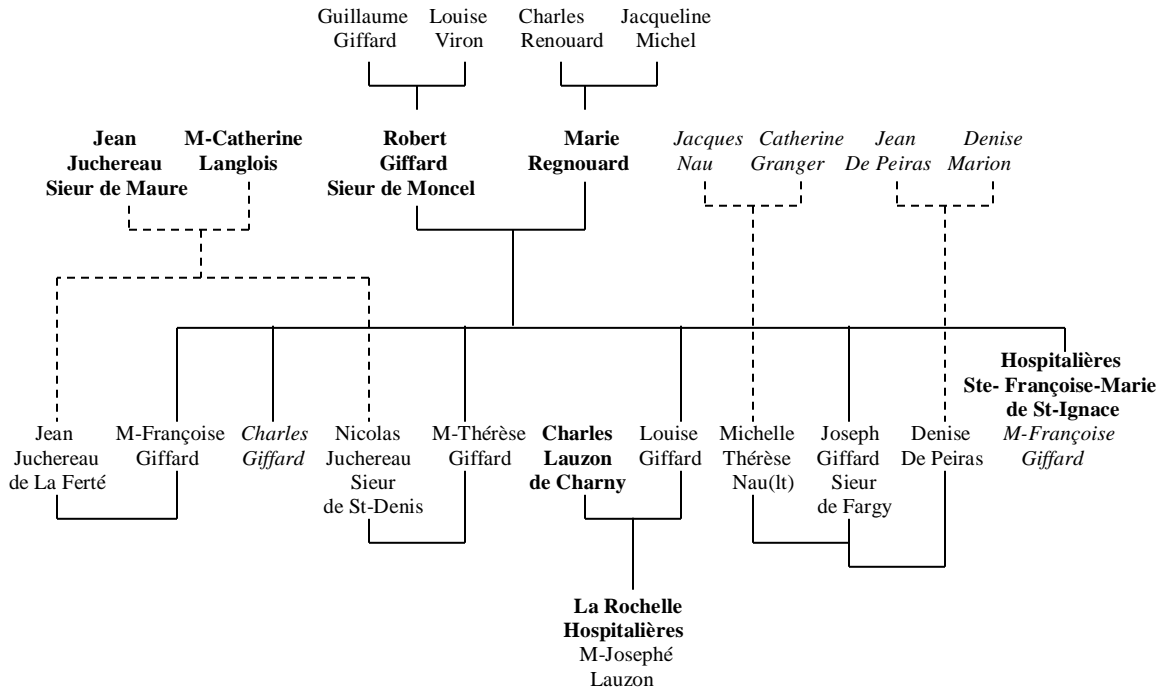 Guillaume
Giffard
Louise
Viron
Charles
Renouard
Jacqueline
Michel
Jean
Juchereau
Sieur de Maure
M-Catherine
Langlois
Robert
Giffard
Sieur de Moncel
Marie
Regnouard
Jacques
Nau
Catherine
Granger
Jean
De Peiras
Denise
Marion
Hospitalières
Ste- Françoise-Marie
de St-Ignace
M-Françoise
Giffard
Jean
Juchereau
de La Ferté
M-Françoise
Giffard
Charles
Giffard
Nicolas
Juchereau
Sieur
de St-Denis
M-Thérèse
Giffard
Charles
Lauzon
de Charny
Louise
Giffard
Michelle
Thérèse
Nau(lt)
Joseph
Giffard
Sieur
de Fargy
Denise
De Peiras
La Rochelle
Hospitalières
M-Josephé
Lauzon